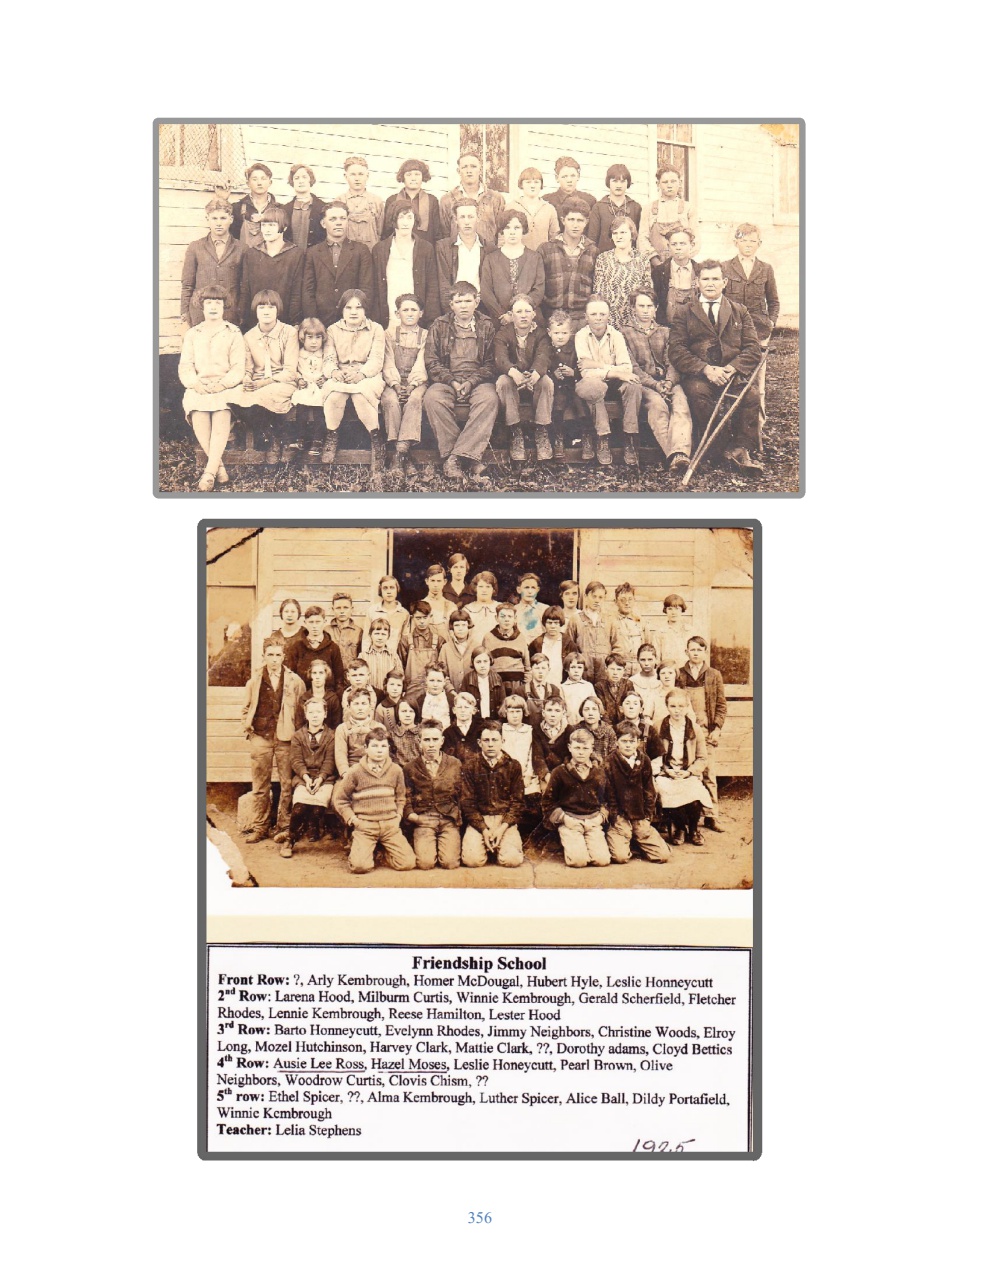 Friendship School
Front Row: ?, Arly Kembrough, Homer McDougal, Hubert Hyle, Leslie Honneycutt
2nd Row: Larena Hood, Milburm Curtis, Winnie Kembrough, Gerald Scherfield, Fletcher
Rhodes, Lennie Kembrough, Reese Hamilton, Lester Hood
3rd Row: Barto Honneycutt, Evelynn Rhodes, Jimmy Neighbors, Christine Woods, Elroy
Long, Mozel Hutchinson, Harvey Clark, Mattie Clark, ??, Dorothy adams, Cloyd Bettics
4th Row: Ausie Lee Ross, Hazel Moses, Leslie Honeycutt, Pearl Brown, Olive
Neighbors, Woodrow Curtis, Clovis Chism, ??
5th row: Ethel Spicer, ??, Alma Kembrough, Luther Spicer, Alice Ball, Dildy Portafield,
Winnie Kembrough
Teacher: Lelia Stephens
1925
356